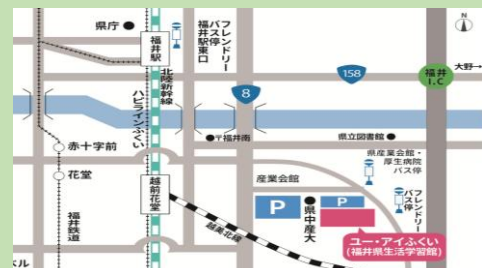 県庁
福井駅
フレンドリー
バス停
福井駅東口
N
北陸新幹線
ハピラインふくい
8
158
福井
I.C
大野→
〒福井南
県立図書館
赤十字前
花堂
越前花堂
福井鉄道
越美北線
産業会館
県産業会館・
厚生病院
バス停
フレンドリー
バス停
P
県中産大
P
ユー・アイふくい
(福井県生活学習館)
ベル